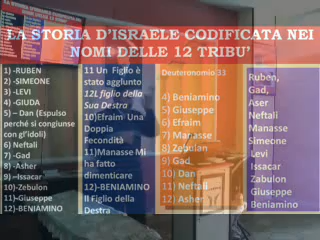 LA STORIA D’ISRAELE CODIFICATA NEI
NOMI DELLE 12 TRIBU’
1) -RUBEN
2) -SIMEONE
3) -LEVI
4) -GIUDA
5) – Dan (Espulso
perché si congiunse
con gl’idoli)
6) Neftali
7) -Gad
8) -Asher
9) –Issacar
10)-Zebulon
11)-Giuseppe
12)-BENIAMINO
11 Un Figlio è
stato aggiunto
12L figlio della
Sua Destra
10)Efraim Una
Doppia
Fecondità
11)Manasse Mi
ha fatto
dimenticare
12)-BENIAMINO
Il Figlio della
Destra
Deuteronomio 33
4) Beniamino
5) Giuseppe
6) Efraim
7) Manasse
8) Zebulan
9) Gad
10) Dan
11) Neftali
12) Asher
Ruben,
Gad,
Aser
Neftali
Manasse
Simeone
Levi
Issacar
Zabulon
Giuseppe
Beniamino